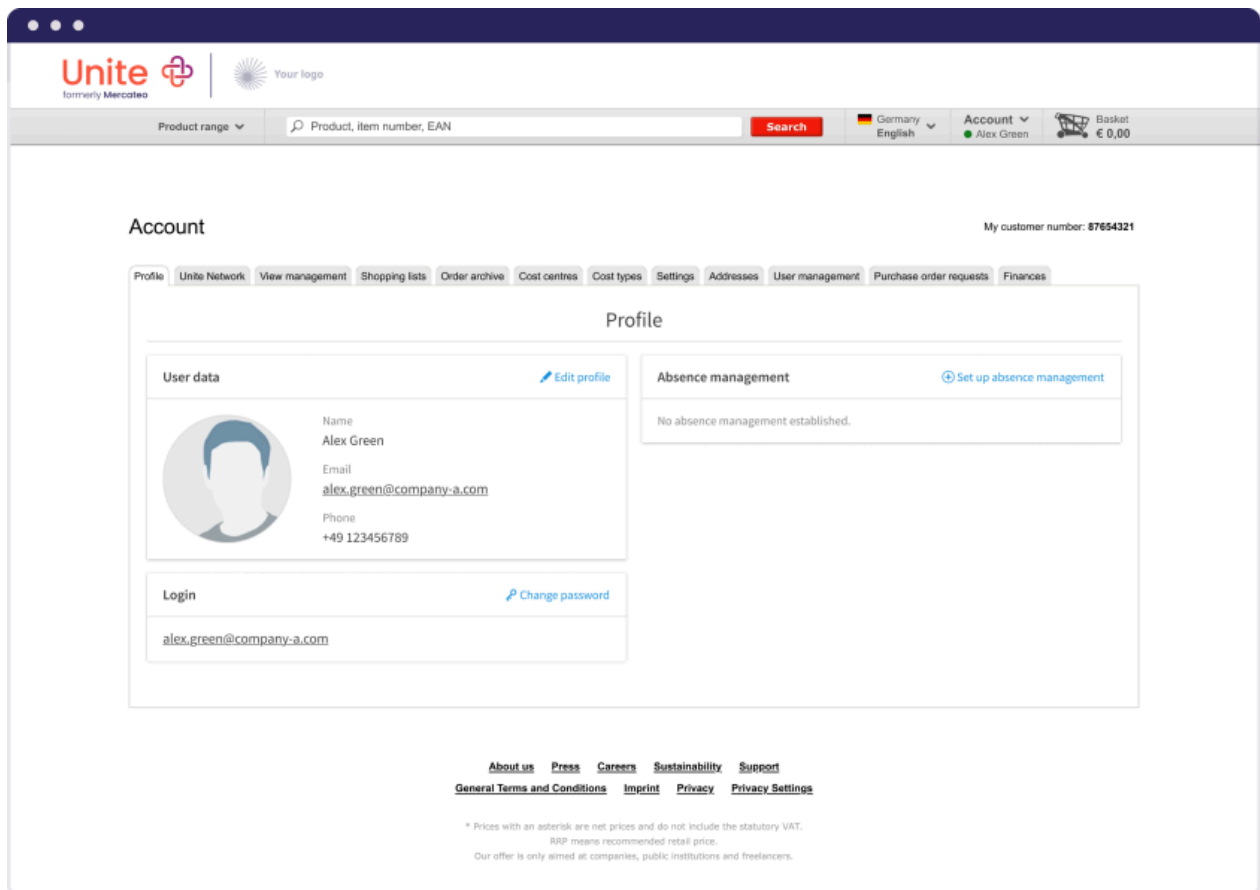 Unite
formerly Mercateo
Your logo
Product range
Product, item number, EAN
Search
Germany
English
Account
Alex Green
Basket
€ 0,00
Account
My customer number: 87654321
Profile Unite Network View management Shopping lists Order archive Cost centres Cost types Settings Addresses User management Purchase order requests Finances
Profile
User data
Edit profile
Name
Alex Green
Email
alex.green@company-a.com
Phone
+49 123456789
Absence management
Set up absence management
No absence management established.
Login
Change password
alex.green@company-a.com
About us Press Careers Sustainability Support
General Terms and Conditions Imprint Privacy Privacy Settings
* Prices with an asterisk are net prices and do not include the statutory VAT.
RRP means recommended retail price.
Our offer is only aimed at companies, public institutions and freelancers.